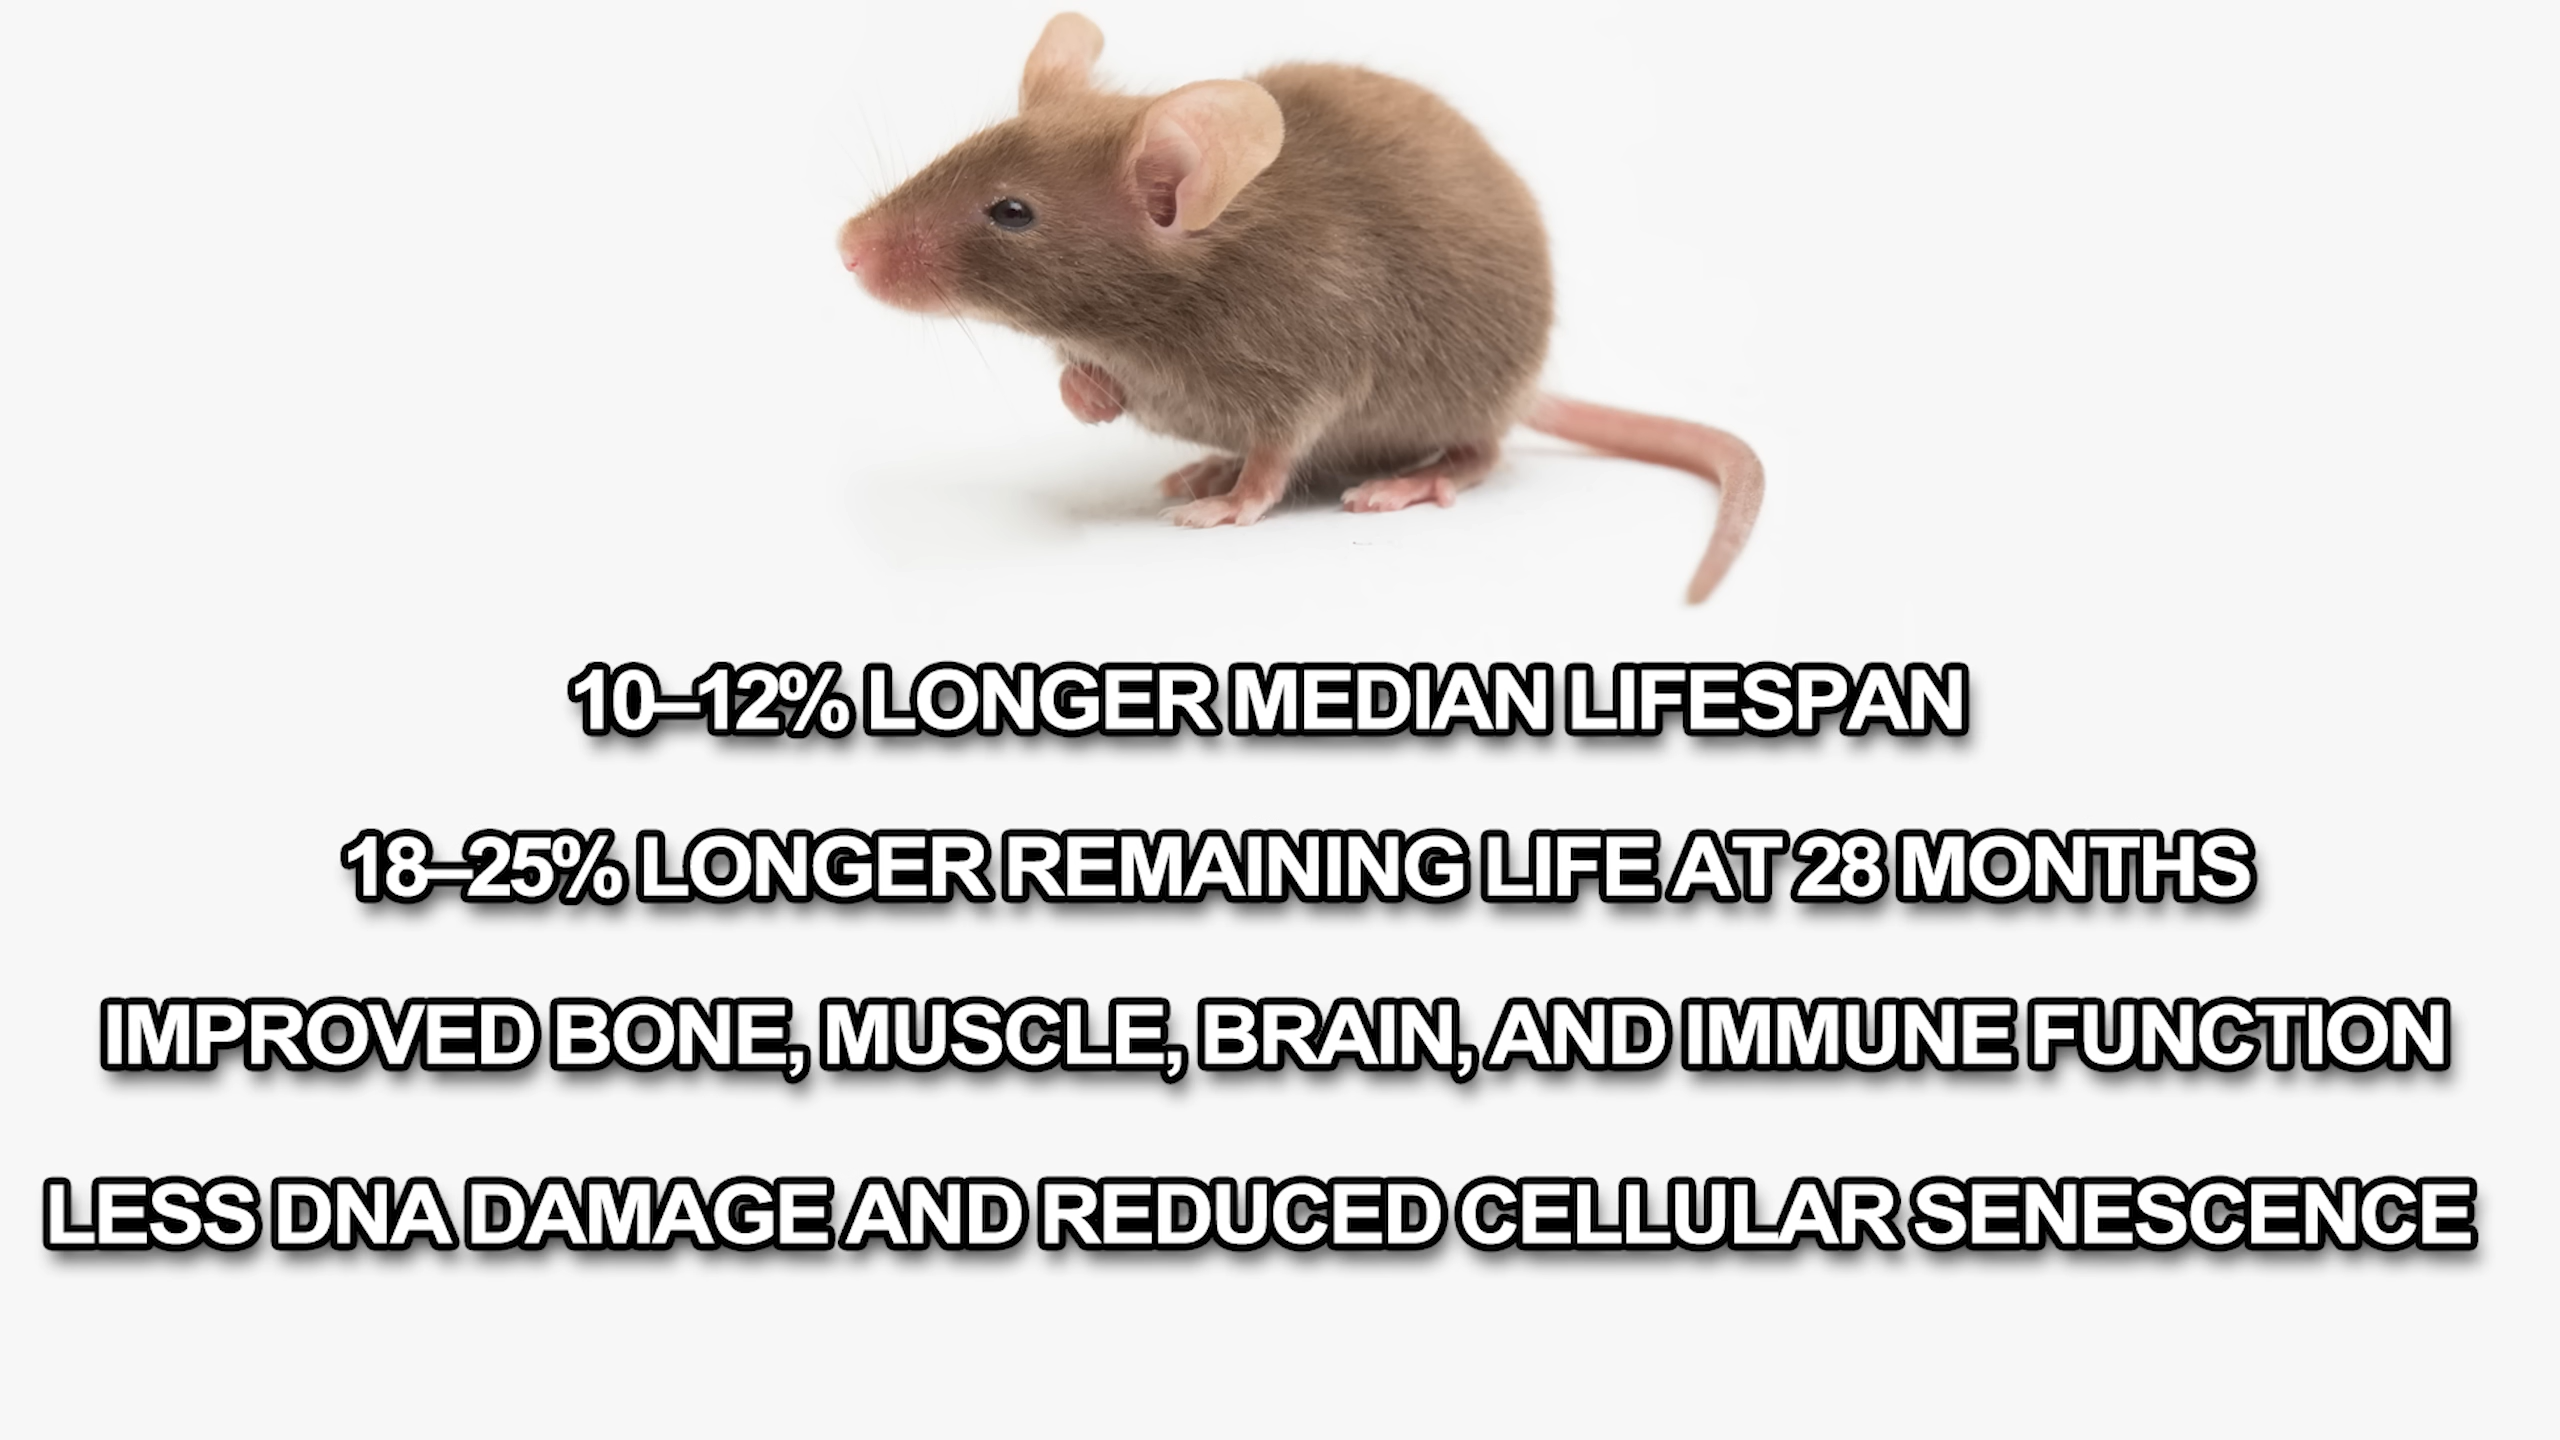 10–12% LONGER MEDIAN LIFESPAN
18–25% LONGER REMAINING LIFE AT 28 MONTHS
IMPROVED BONE, MUSCLE, BRAIN, AND IMMUNE FUNCTION
LESS DNA DAMAGE AND REDUCED CELLULAR SENESCENCE